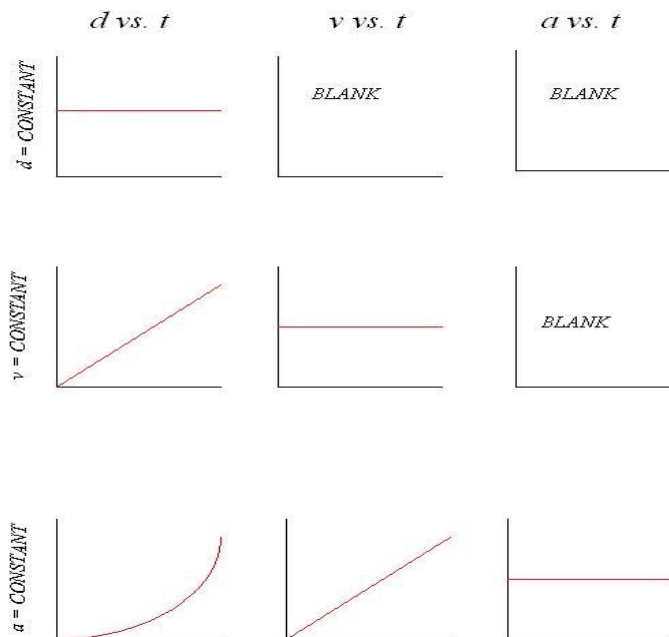 d vs. t
v vs. t
a vs. t
d = CONSTANT
BLANK
BLANK
v = CONSTANT
BLANK
a = CONSTANT